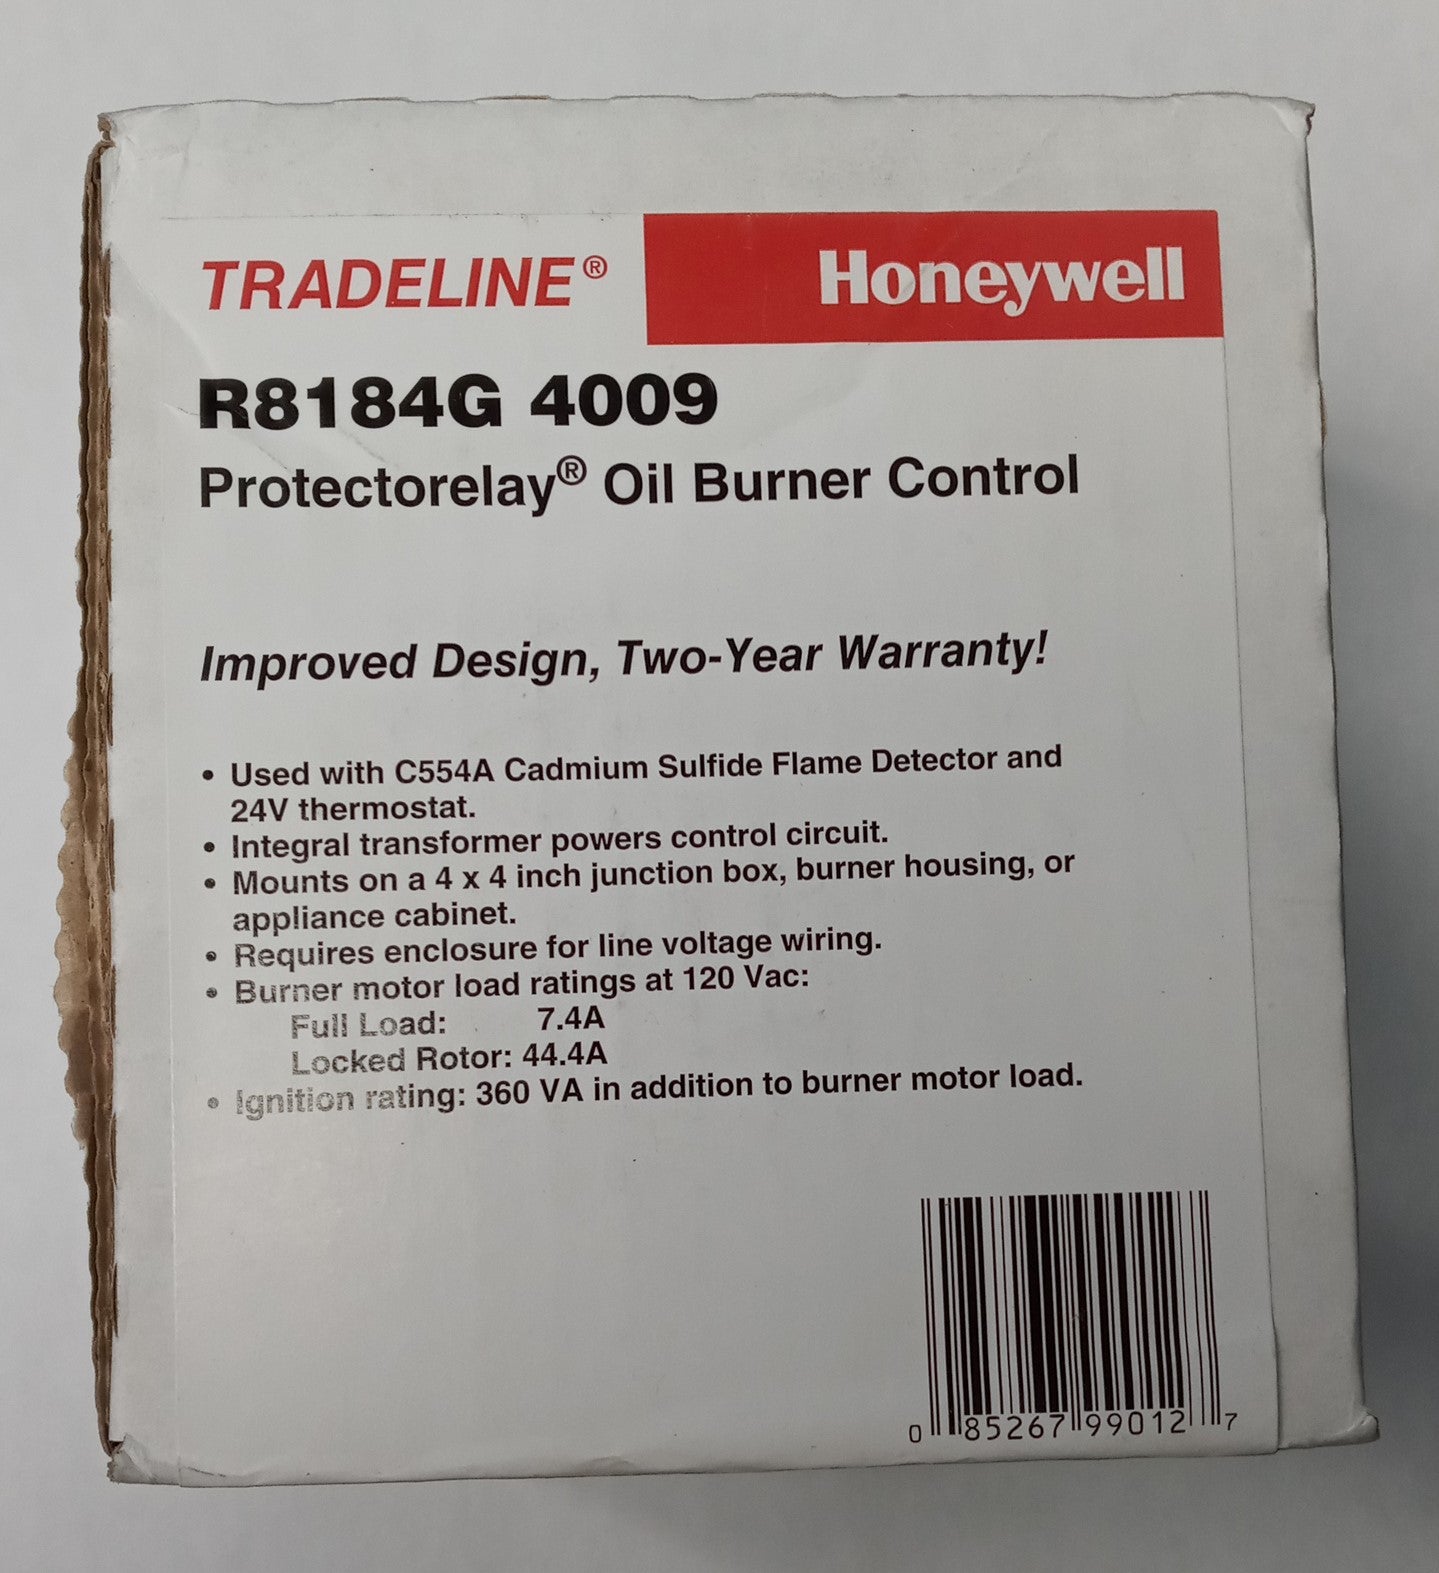 TRADELINE® Honeywell
R8184G 4009
Protectorelay® Oil Burner Control
Improved Design, Two-Year Warranty!
• Used with C554A Cadmium Sulfide Flame Detector and
24V thermostat.
• Integral transformer powers control circuit.
• Mounts on a 4 x 4 inch junction box, burner housing, or
appliance cabinet.
• Requires enclosure for line voltage wiring.
• Burner motor load ratings at 120 Vac:
Full Load: 7.4A
Locked Rotor: 44.4A
• Ignition rating: 360 VA in addition to burner motor load.
0 85267 99012 7